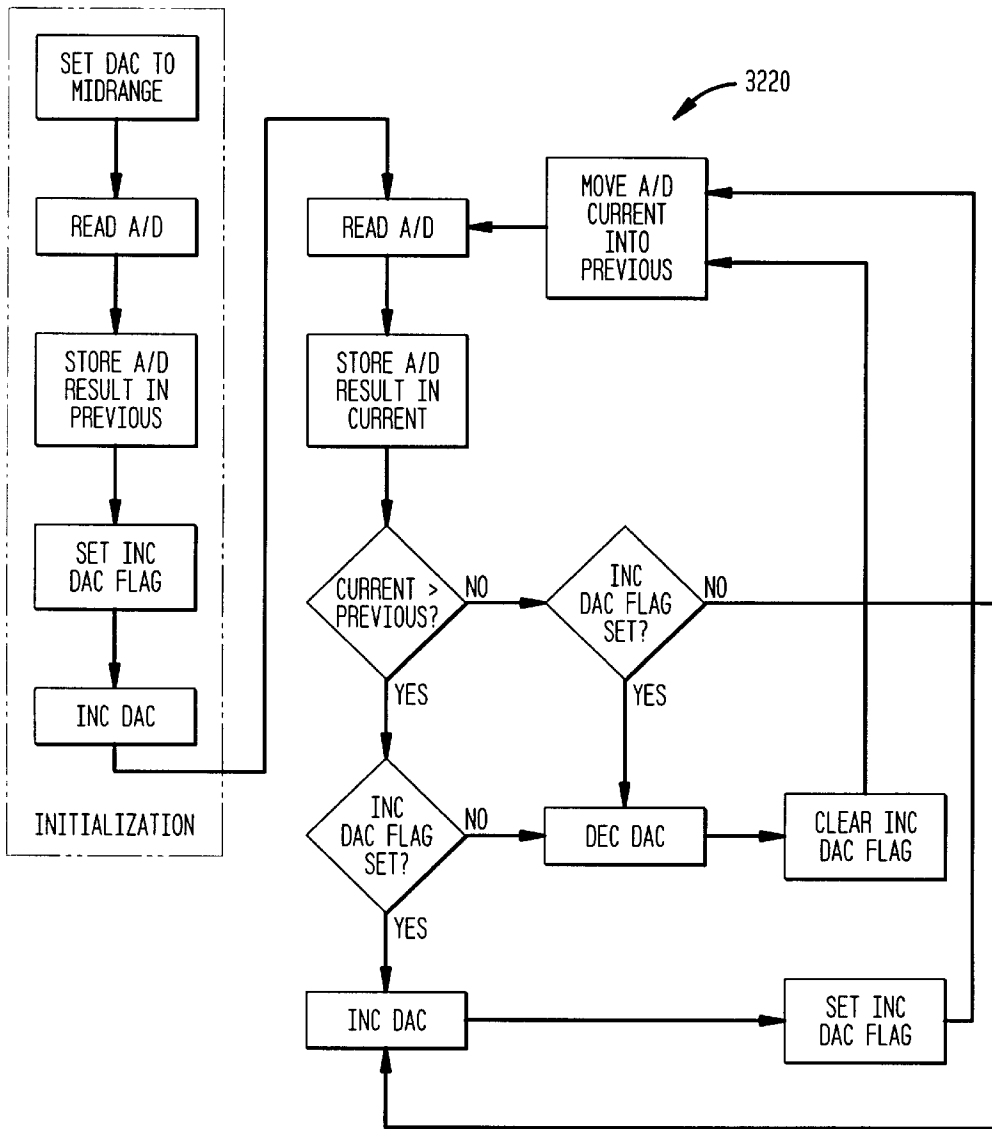 SET DAC TO
MIDRANGE
READ A/D
STORE A/D
RESULT IN
PREVIOUS
SET INC
DAC FLAG
INC DAC
INITIALIZATION
3220
READ A/D
MOVE A/D
CURRENT
INTO
PREVIOUS
STORE A/D
RESULT IN
CURRENT
CURRENT >
PREVIOUS?
NO
YES
INC
DAC FLAG
SET?
NO
YES
INC
DAC FLAG
SET?
NO
YES
DEC DAC
CLEAR INC
DAC FLAG
INC DAC
SET INC
DAC FLAG